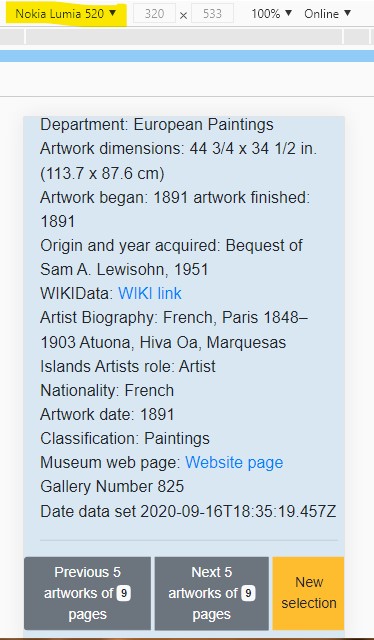 Nokia Lumia 520 ▼ 320 x 533 100% ▼ Online ▼
Department: European Paintings
Artwork dimensions: 44 3/4 x 34 1/2 in.
(113.7 x 87.6 cm)
Artwork began: 1891 artwork finished:
1891
Origin and year acquired: Bequest of
Sam A. Lewisohn, 1951
WIKIData: WIKI link
Artist Biography: French, Paris 1848–
1903 Atuona, Hiva Oa, Marquesas
Islands Artists role: Artist
Nationality: French
Artwork date: 1891
Classification: Paintings
Museum web page: Website page
Gallery Number 825
Date data set 2020-09-16T18:35:19.457Z
Previous 5
artworks of 9
pages
Next 5
artworks of 9
pages
New
selection